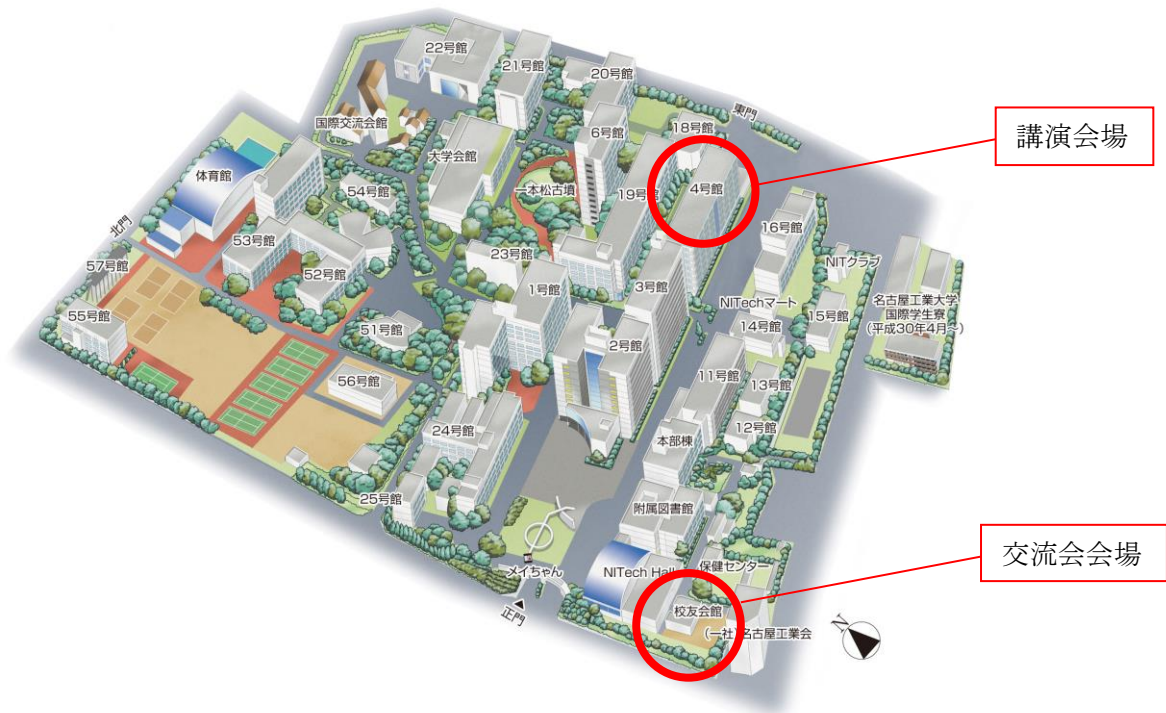 22号館
21号館
20号館
東門
国際交流会館
6号館
18号館
講演会場
大学会館
体育館
54号館
一本松古墳
19号館
4号館
北門
53号館
16号館
57号館
52号館
23号館
NITクラブ
1号館
3号館
NITechマート
名古屋工業大学
国際学生寮
(平成30年4月~)
55号館
51号館
14号館
15号館
2号館
56号館
11号館
13号館
24号館
本部棟
12号館
25号館
附属図書館
交流会会場
メイちゃん
NITech Hall
保健センター
正門
校友会館
(一社)名古屋工業会
N